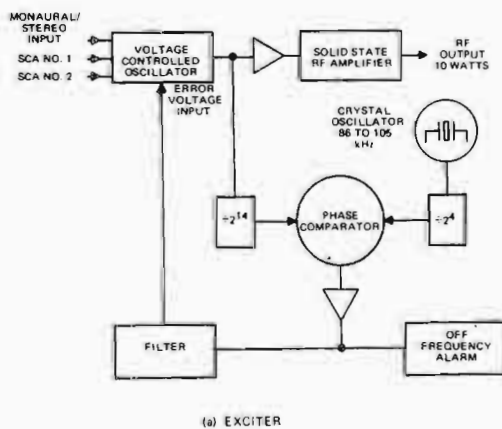 MONAURAL/
STEREO
INPUT
SCA NO. 1
SCA NO. 2
VOLTAGE
CONTROLLED
OSCILLATOR
ERROR
VOLTAGE
INPUT
SOLID STATE
RF AMPLIFIER
RF
OUTPUT
10 WATTS
CRYSTAL
OSCILLATOR
86 TO 105
kHz
÷2¹⁴
PHASE
COMPARATOR
÷2⁴
FILTER
OFF
FREQUENCY
ALARM
(a) EXCITER